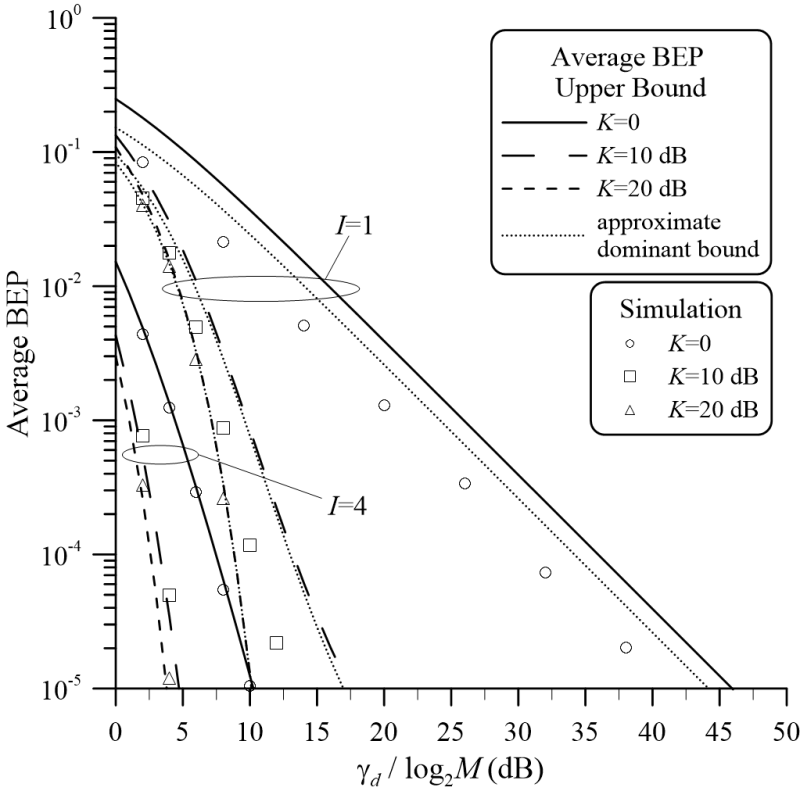 10^0
10^-1
10^-2
10^-3
10^-4
10^-5
Average BEP
Average BEP
Upper Bound
K=0
K=10 dB
K=20 dB
approximate
dominant bound
Simulation
K=0
K=10 dB
K=20 dB
I=1
I=4
0 5 10 15 20 25 30 35 40 45 50
γ_d / log_2M (dB)